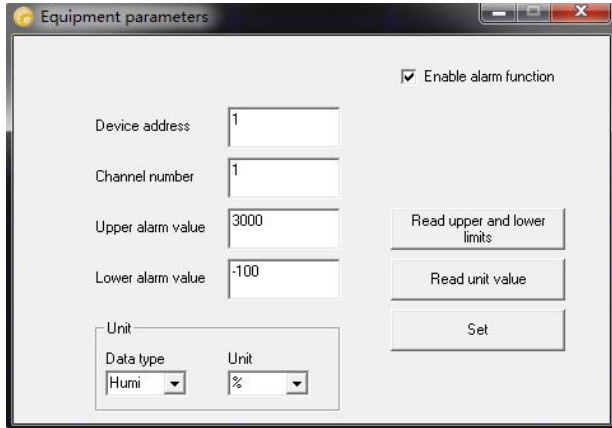 Equipment parameters
Enable alarm function
Device address 1
Channel number 1
Upper alarm value 3000
Read upper and lower
limits
Lower alarm value -100
Read unit value
Set
Unit
Data type Unit
Humi %